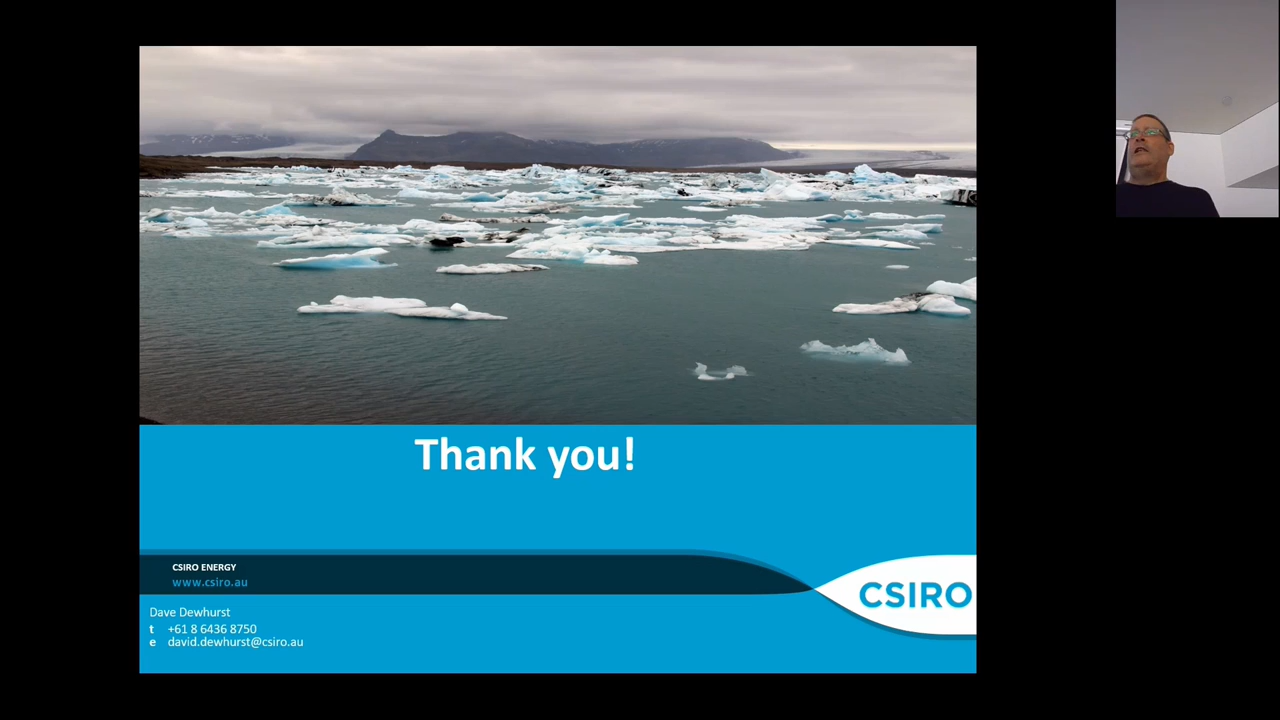 Thank you!
CSIRO ENERGY
www.csiro.au
CSIRO
Dave Dewhurst
t +61 8 6436 8750
e david.dewhurst@csiro.au